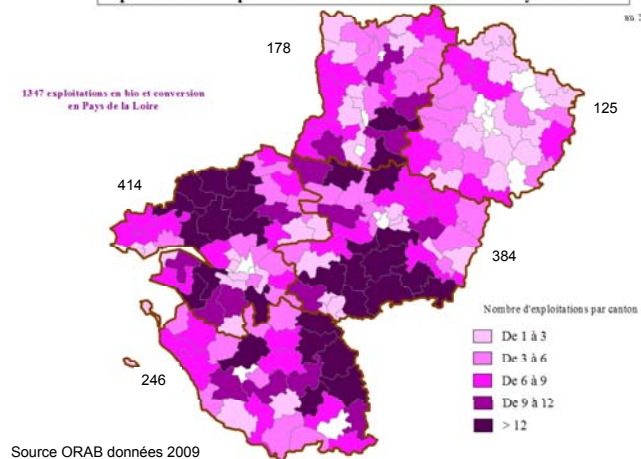 178
1347 exploitations en bio et conversion
en Pays de la Loire
125
414
384
Nombre d'exploitations par canton
De 1 à 3
De 3 à 6
De 6 à 9
De 9 à 12
> 12
246
Source ORAB données 2009